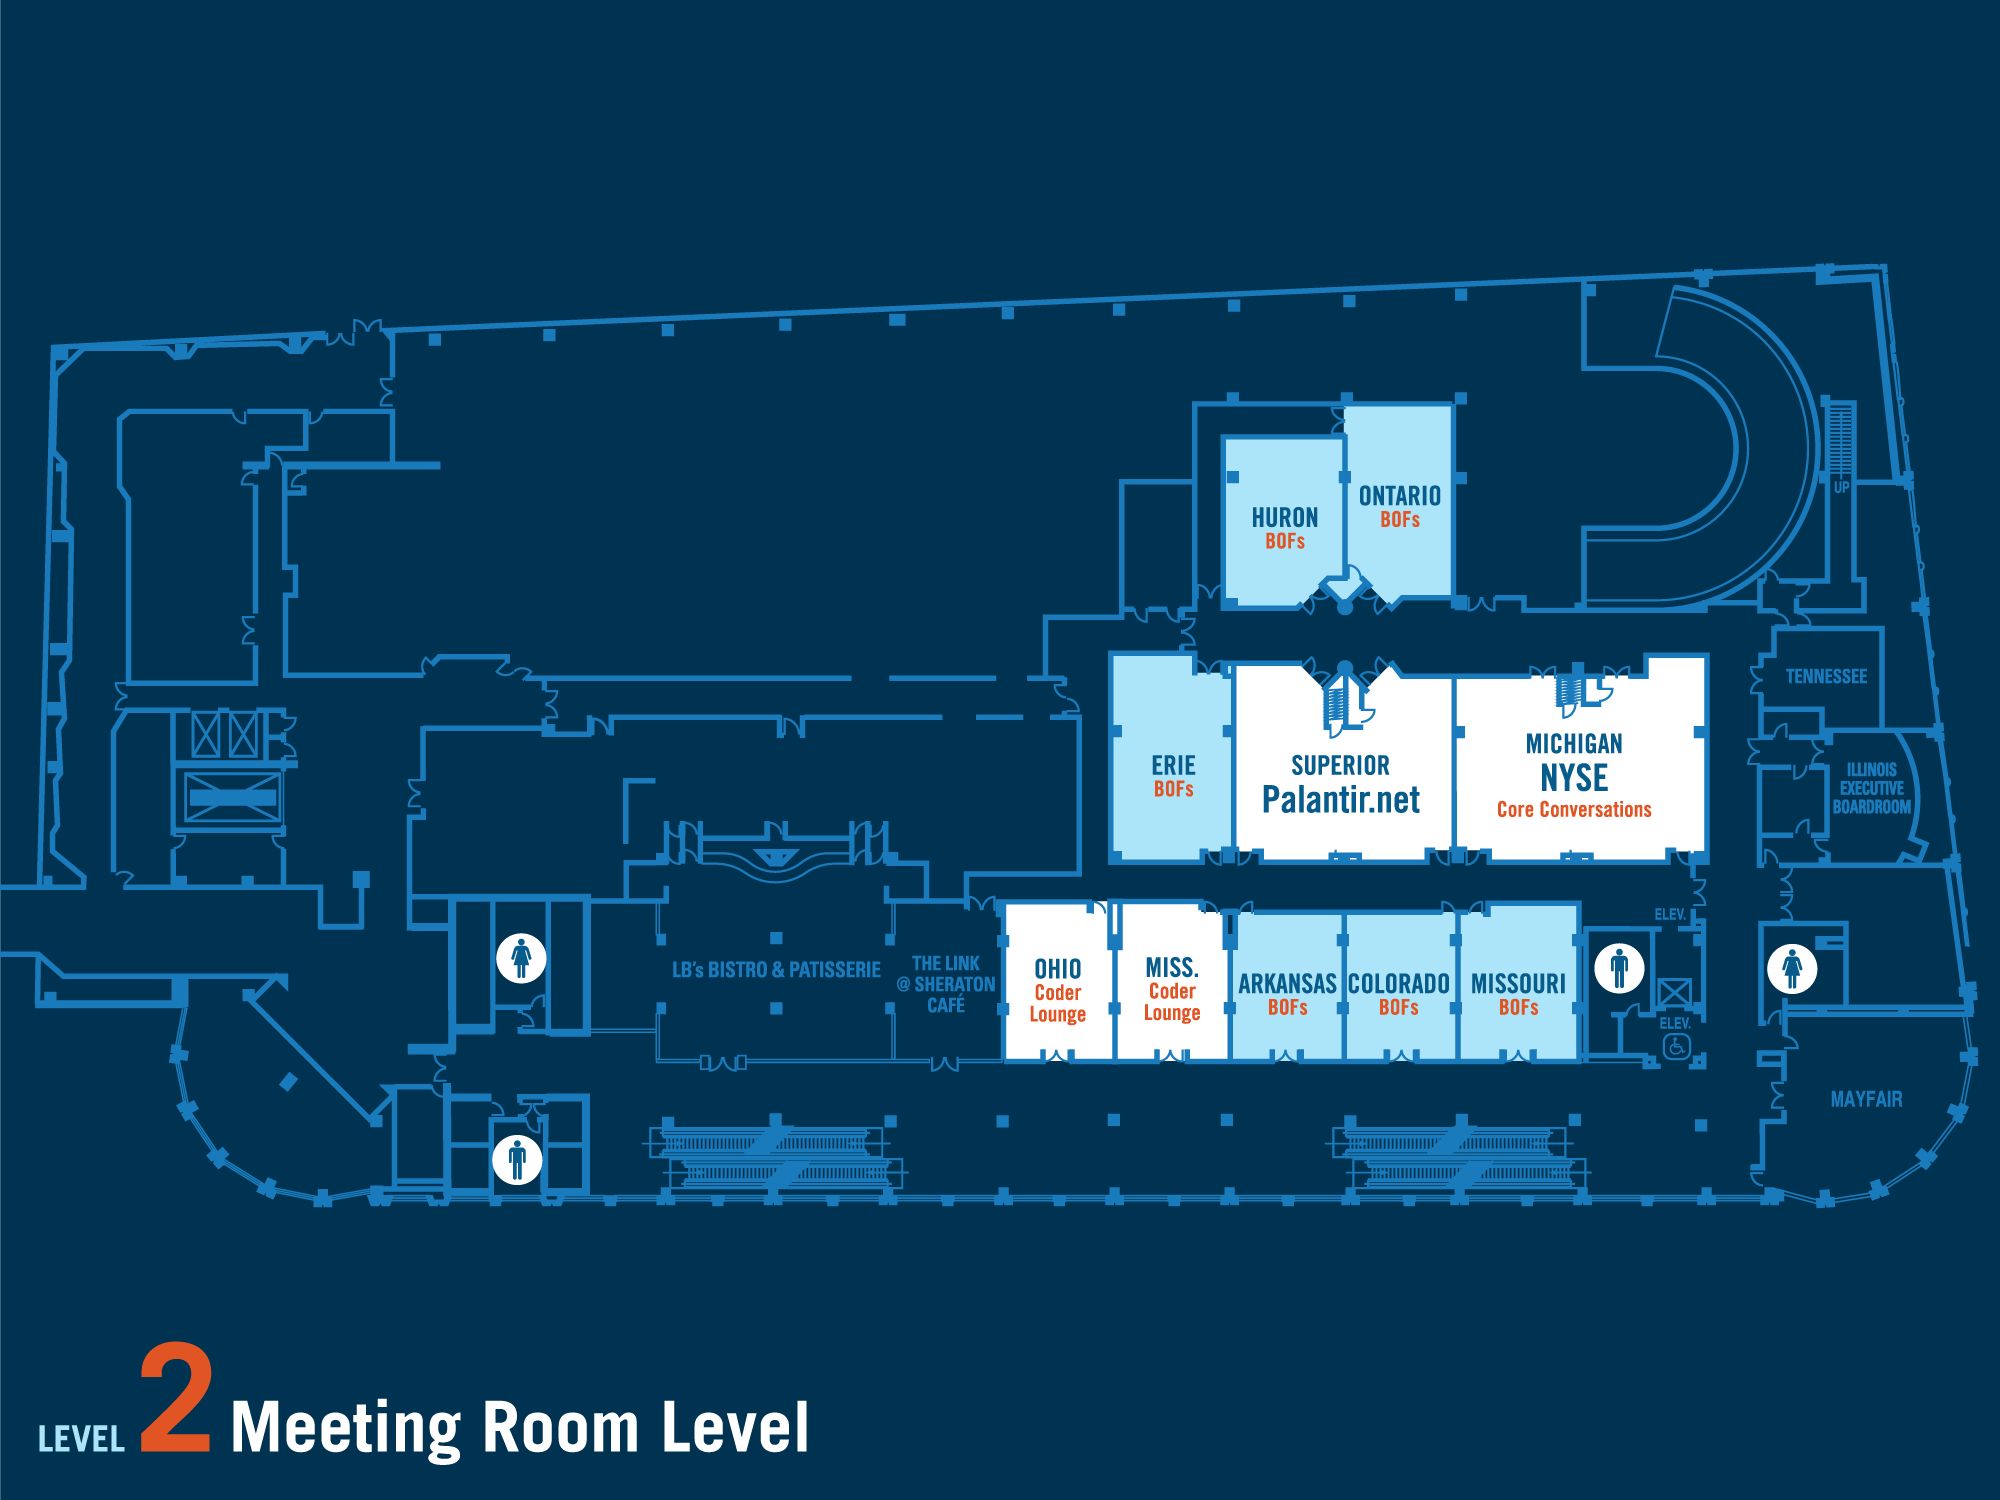 ONTARIO
BOFs
HURON
BOFs
UP
TENNESSEE
ERIE
BOFs
SUPERIOR
Palantir.net
MICHIGAN
NYSE
Core Conversations
ILLINOIS
EXECUTIVE
BOARDROOM
LB's BISTRO & PATISSERIE
THE LINK
@ SHERATON
CAFÉ
OHIO
Coder
Lounge
MISS.
Coder
Lounge
ARKANSAS
BOFs
COLORADO
BOFs
MISSOURI
BOFs
ELEV.
ELEV.
MAYFAIR
LEVEL 2 Meeting Room Level